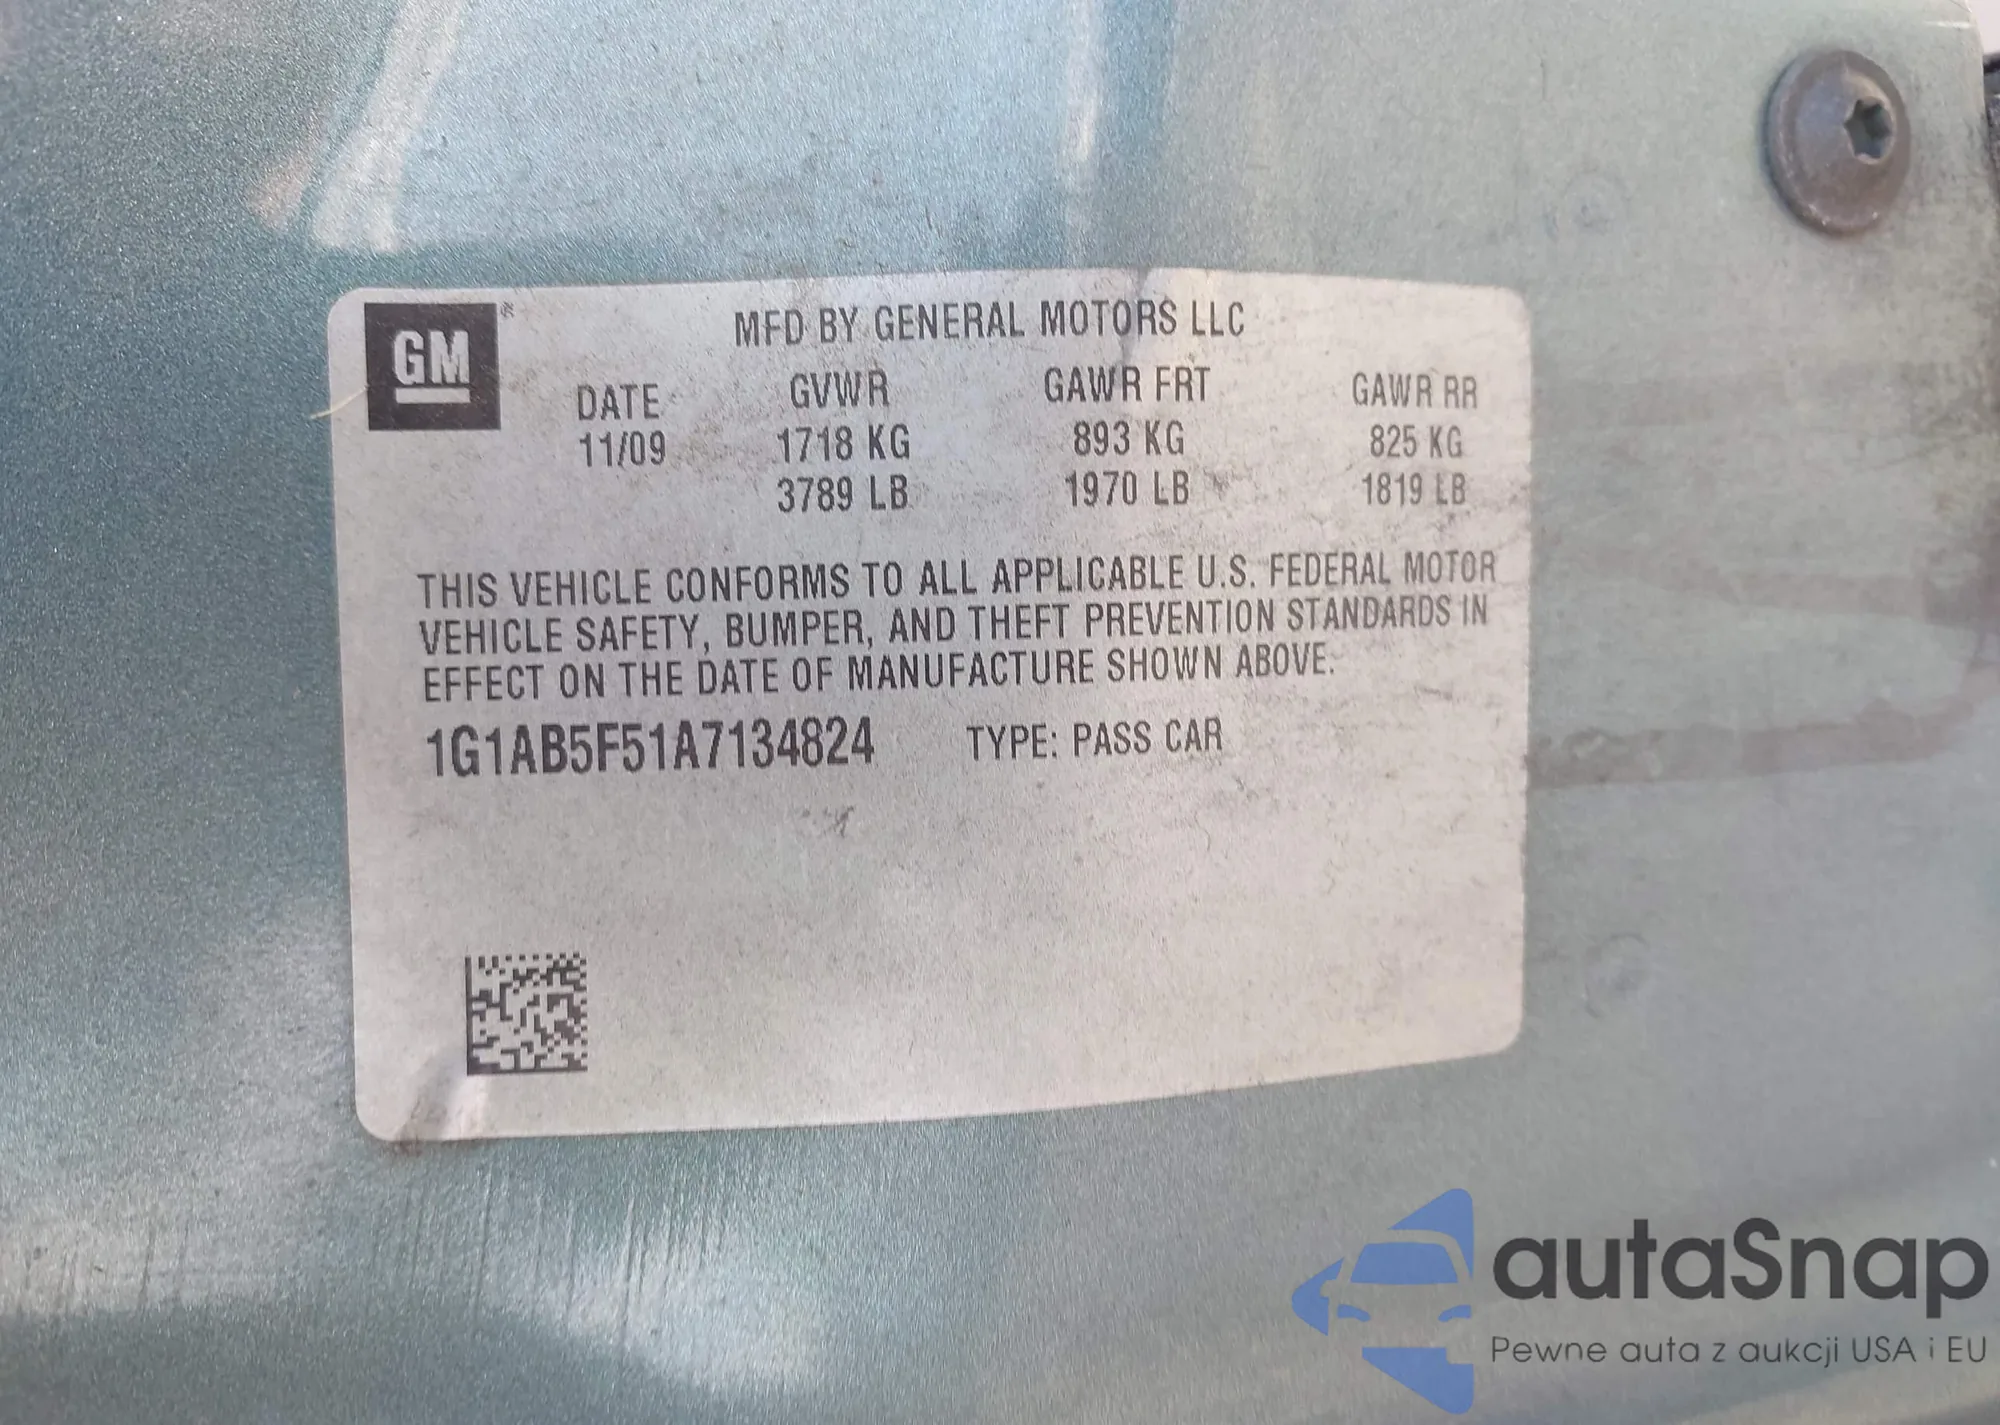 GM®
MFD BY GENERAL MOTORS LLC
DATE GVWR GAWR FRT GAWR RR
11/09 1718 KG 893 KG 825 KG
3789 LB 1970 LB 1819 LB
THIS VEHICLE CONFORMS TO ALL APPLICABLE U.S. FEDERAL MOTOR
VEHICLE SAFETY, BUMPER, AND THEFT PREVENTION STANDARDS IN
EFFECT ON THE DATE OF MANUFACTURE SHOWN ABOVE.
1G1AB5F51A7134824 TYPE: PASS CAR
autaSnap
Pewne auta z aukcji USA i EU